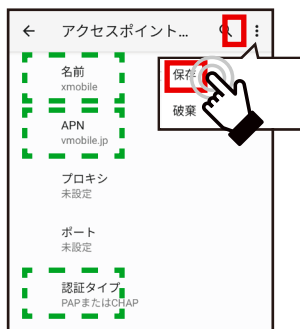 アクセスポイント...
保存
破棄
名前
xmobile
APN
vmobile.jp
プロキシ
未設定
ポート
未設定
認証タイプ
PAPまたはCHAP